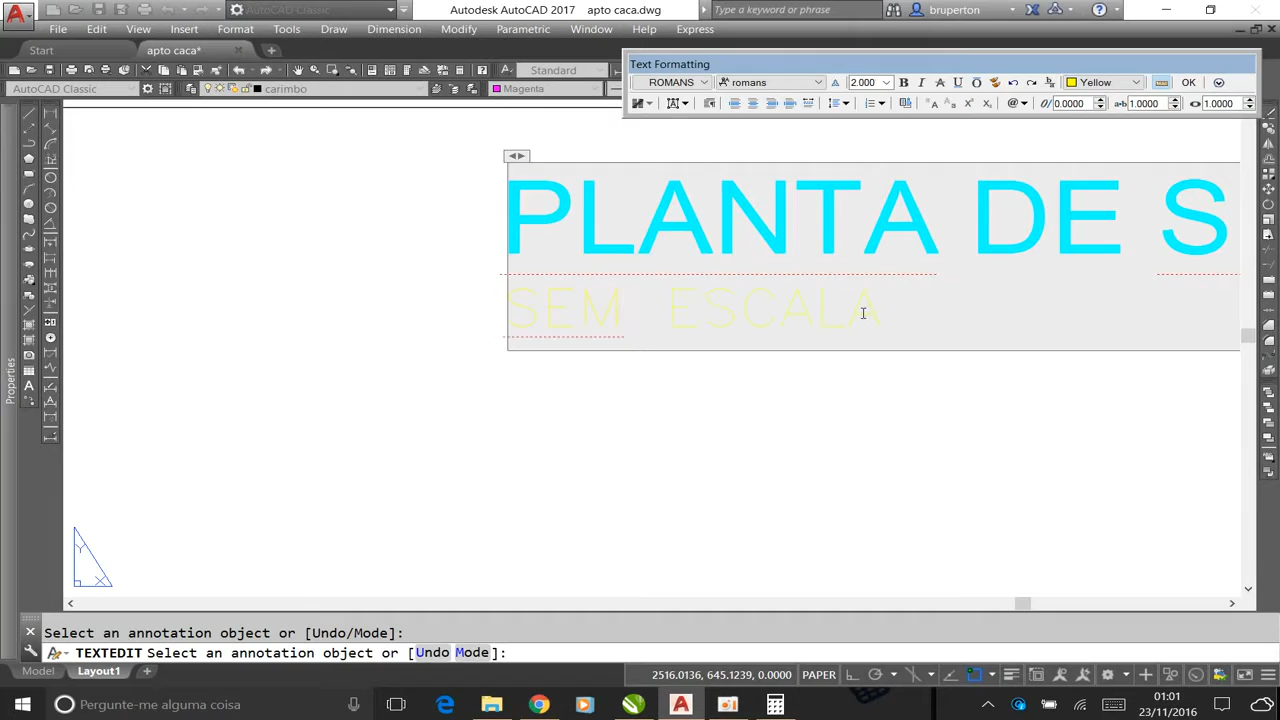 Autodesk AutoCAD 2017 apto caca.dwg
AutoCAD Classic
Type a keyword or phrase
bruperton
File Edit View Insert Format Tools Draw Dimension Modify Parametric Window Help Express
Start
apto caca*
Text Formatting
Standard
ROMANS
romans
2.000
B I A U O
Yellow
OK
AutoCAD Classic
carimbo
Magenta
@
0/ 0.0000
a•b 1.0000
1.0000
PLANTA DE S
SEM ESCALA
Properties
Y
X
Select an annotation object or [Undo/Mode]:
TEXTEDIT Select an annotation object or [Undo Mode]:
Model
Layout1
2516.0136, 645.1239, 0.0000 PAPER
Pergunte-me alguma coisa
01:01
23/11/2016